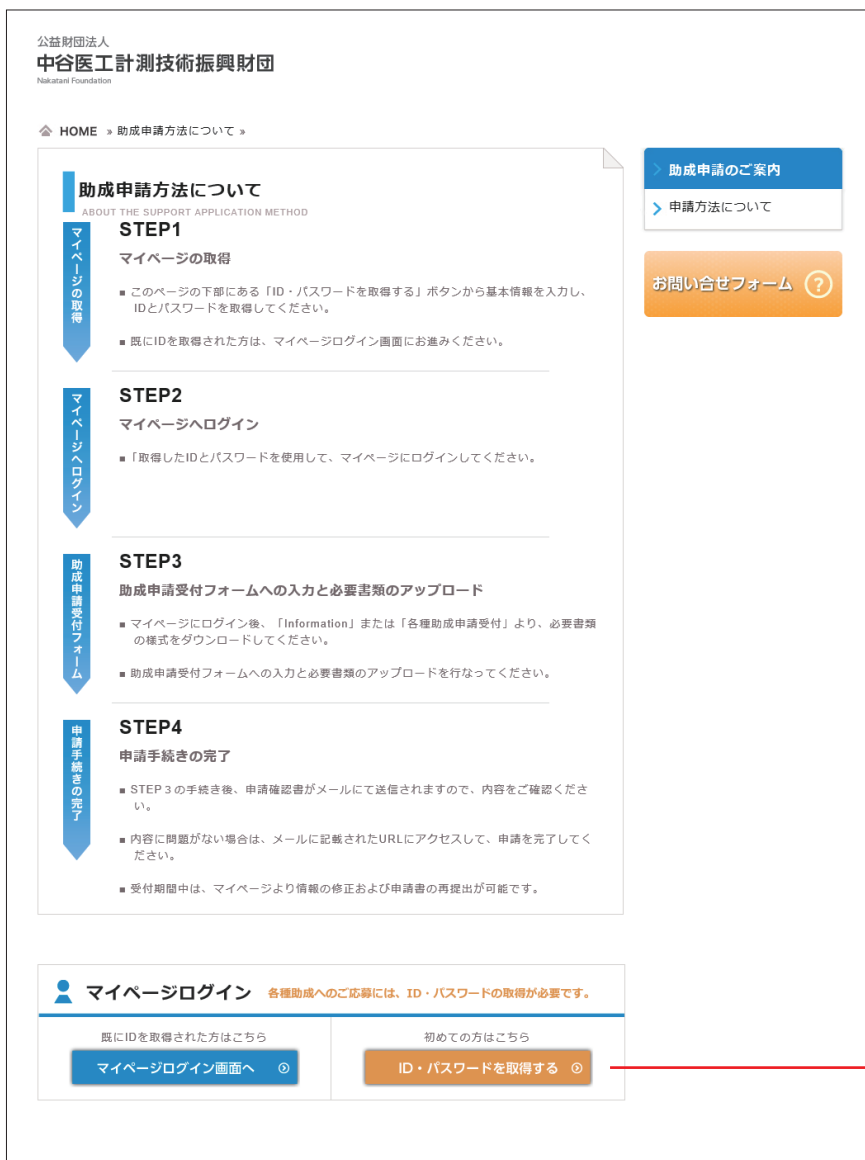 公益財団法人
中谷医工計測技術振興財団
Nakatani Foundation
HOME » 助成申請方法について »
助成申請方法について
ABOUT THE SUPPORT APPLICATION METHOD
マイページの取得
STEP1
マイページの取得
■ このページの下部にある「ID・パスワードを取得する」ボタンから基本情報を入力し、
IDとパスワードを取得してください。
■ 既にIDを取得された方は、マイページログイン画面にお進みください。
マイページへログイン
STEP2
マイページへログイン
■ 「取得したIDとパスワードを使用して、マイページにログインしてください。
助成申請受付フォーム
STEP3
助成申請受付フォームへの入力と必要書類のアップロード
■ マイページにログイン後、「Information」または「各種助成申請受付」より、必要書類
の様式をダウンロードしてください。
■ 助成申請受付フォームへの入力と必要書類のアップロードを行なってください。
申請手続きの完了
STEP4
申請手続きの完了
■ STEP３の手続き後、申請確認書がメールにて送信されますので、内容をご確認くださ
い。
■ 内容に問題がない場合は、メールに記載されたURLにアクセスして、申請を完了してく
ださい。
■ 受付期間中は、マイページより情報の修正および申請書の再提出が可能です。
助成申請のご案内
申請方法について
お問い合せフォーム ?
マイページログイン 各種助成へのご応募には、ID・パスワードの取得が必要です。
既にIDを取得された方はこちら
マイページログイン画面へ
初めての方はこちら
ID・パスワードを取得する